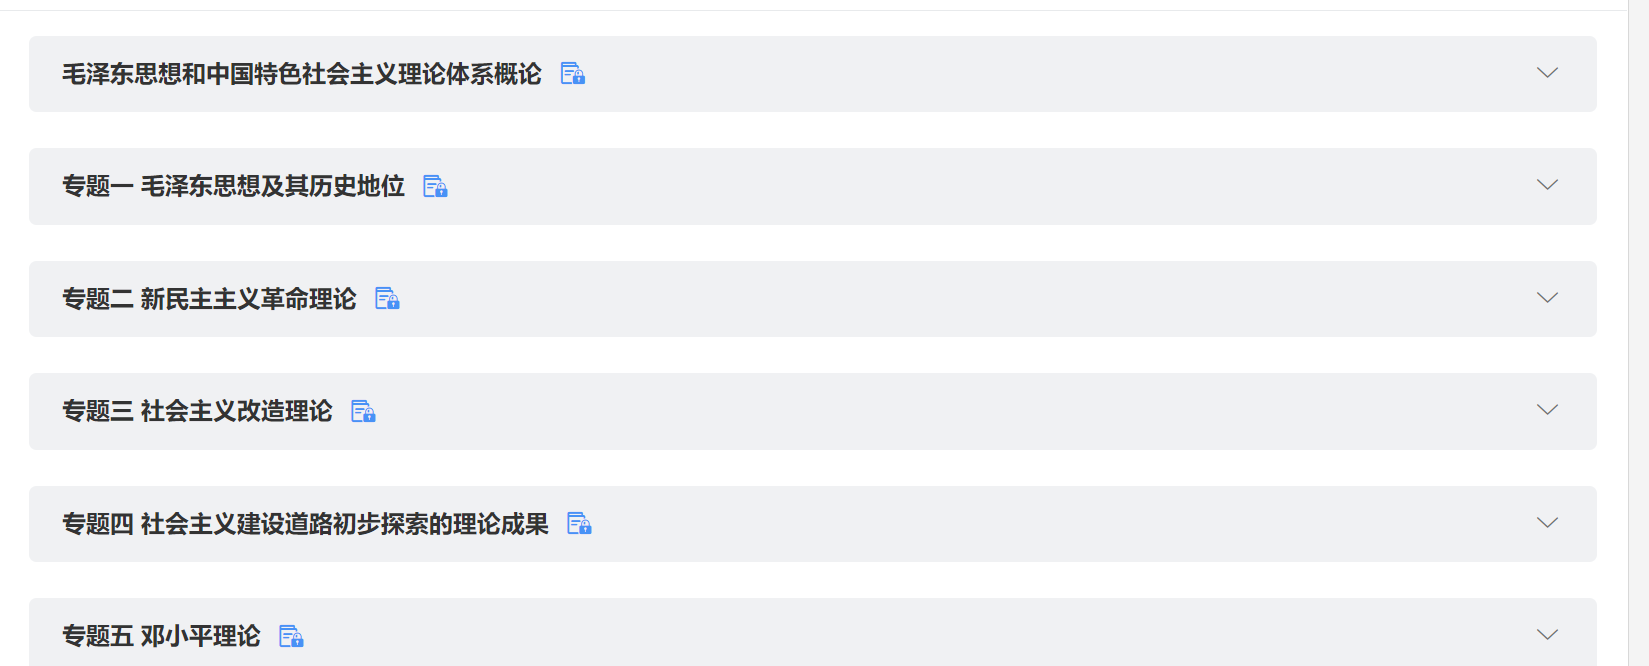 毛泽东思想和中国特色社会主义理论体系概论
专题一 毛泽东思想及其历史地位
专题二 新民主主义革命理论
专题三 社会主义改造理论
专题四 社会主义建设道路初步探索的理论成果
专题五 邓小平理论